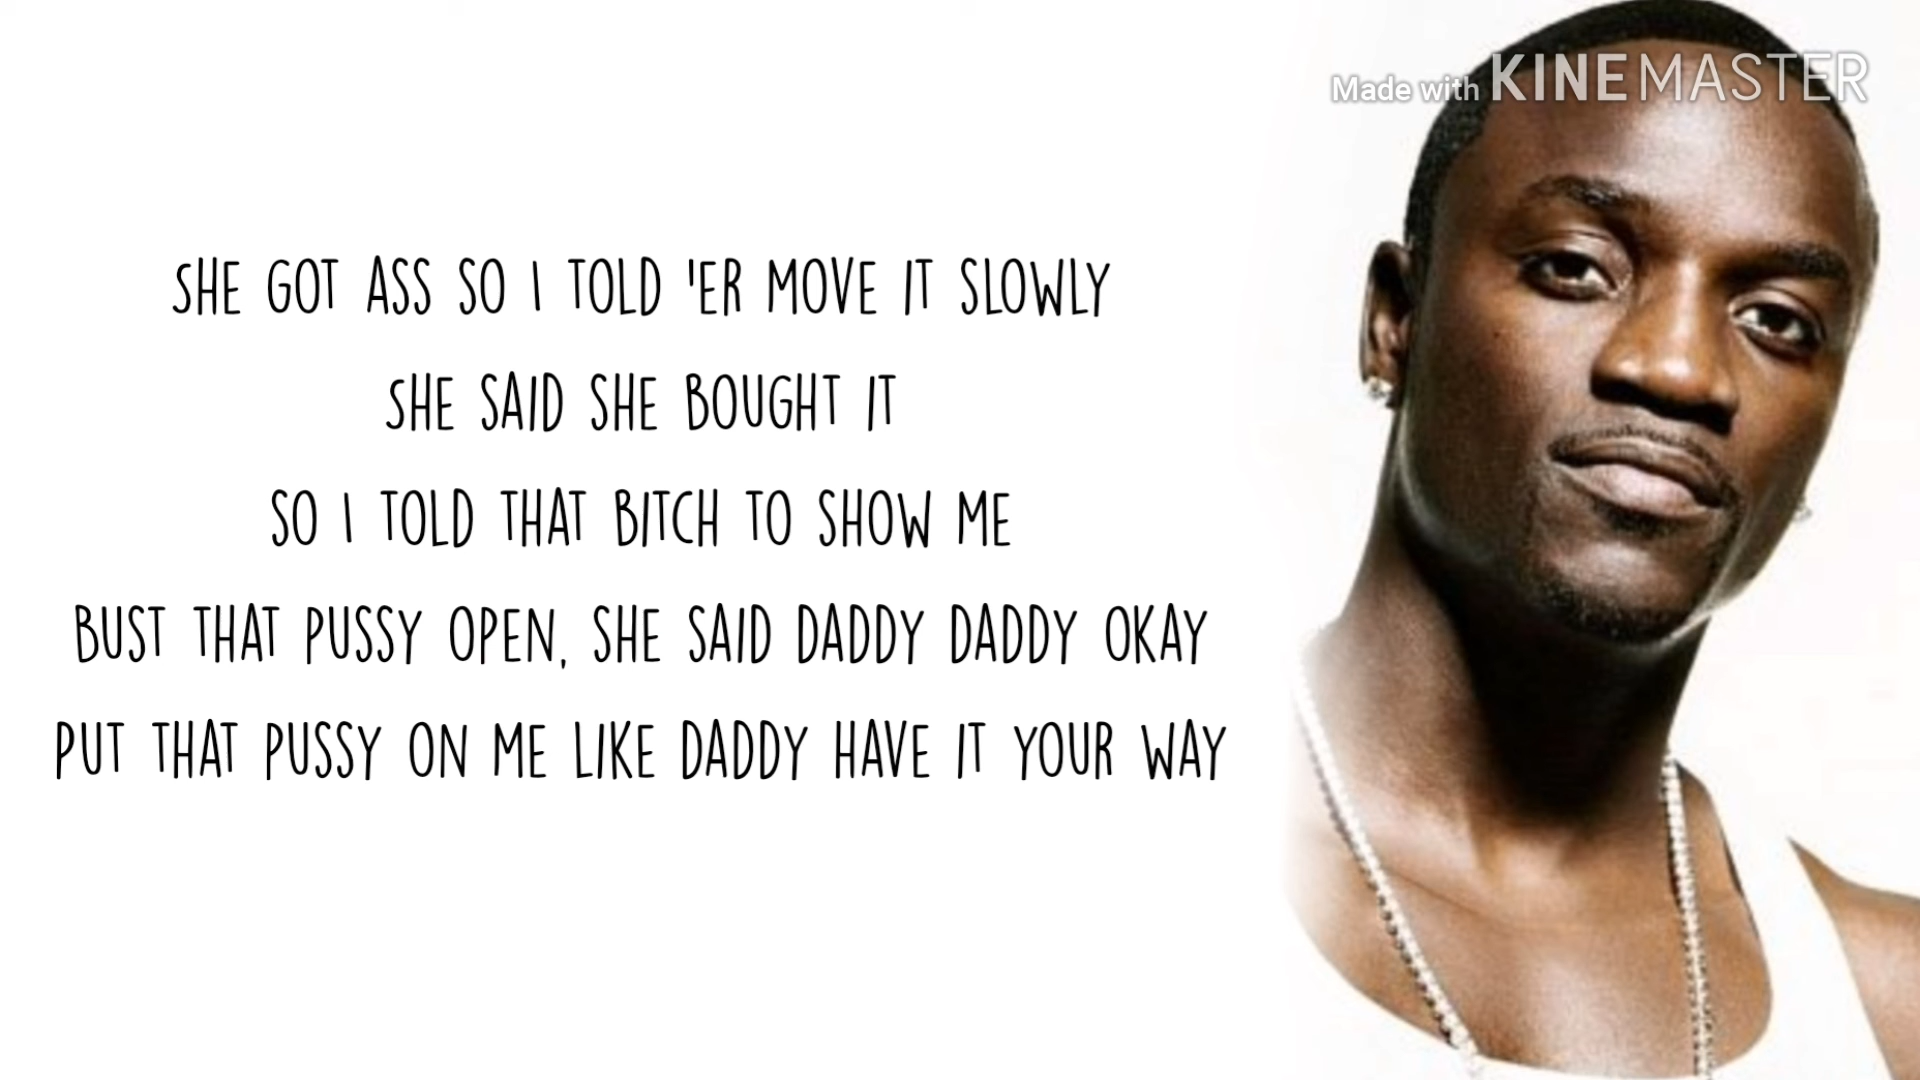 Made with KINEMASTER
SHE GOT ASS SO I TOLD 'ER MOVE IT SLOWLY
SHE SAID SHE BOUGHT IT
SO I TOLD THAT BITCH TO SHOW ME
BUST THAT PUSSY OPEN, SHE SAID DADDY DADDY OKAY
PUT THAT PUSSY ON ME LIKE DADDY HAVE IT YOUR WAY